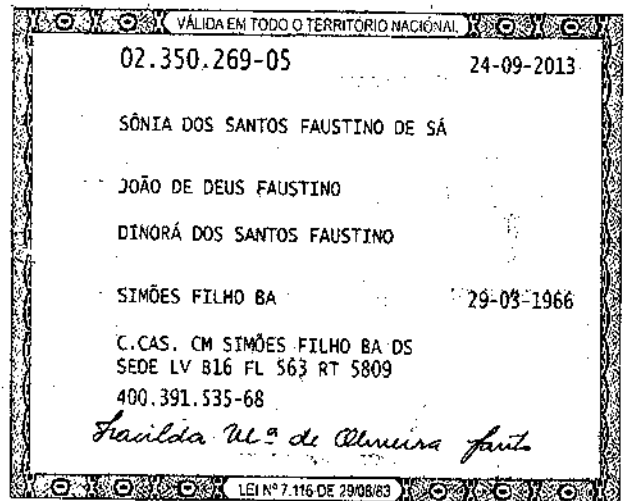 VÁLIDA EM TODO O TERRITÓRIO NACIONAL
02.350.269-05 24-09-2013
SÔNIA DOS SANTOS FAUSTINO DE SÁ
JOÃO DE DEUS FAUSTINO
DINORÁ DOS SANTOS FAUSTINO
SIMÕES FILHO BA 29-03-1966
C.CAS. CM SIMÕES FILHO BA DS
SEDE LV B16 FL 563 RT 5809
400.391.535-68
Mª de Oliveira
LEI Nº 7.116 DE 29/08/83